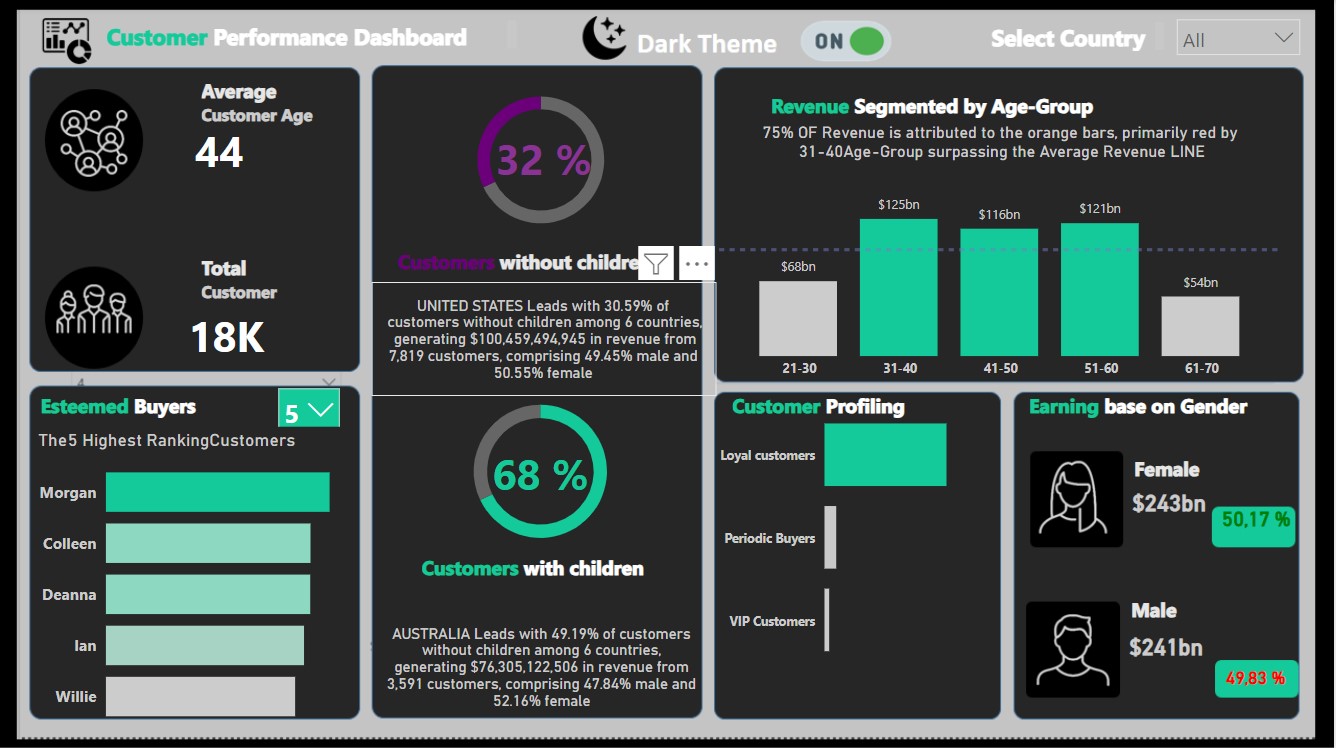 Customer Performance Dashboard
Dark Theme
ON
Select Country
All
Average
Customer Age
44
Total
Customer
18K
4
Esteemed Buyers
5
The5 Highest RankingCustomers
Morgan
Colleen
Deanna
Ian
Willie
32 %
Customers without childre
...
UNITED STATES Leads with 30.59% of
customers without children among 6 countries,
generating $100,459,494,945 in revenue from
7,819 customers, comprising 49.45% male and
50.55% female
68 %
Customers with children
AUSTRALIA Leads with 49.19% of customers
without children among 6 countries,
generating $76,305,122,506 in revenue from
3,591 customers, comprising 47.84% male and
52.16% female
Revenue Segmented by Age-Group
75% OF Revenue is attributed to the orange bars, primarily red by
31-40Age-Group surpassing the Average Revenue LINE
$68bn
$125bn
$116bn
$121bn
$54bn
21-30
31-40
41-50
51-60
61-70
Customer Profiling
Loyal customers
Periodic Buyers
VIP Customers
Earning base on Gender
Female
$243bn
50,17 %
Male
$241bn
49,83 %